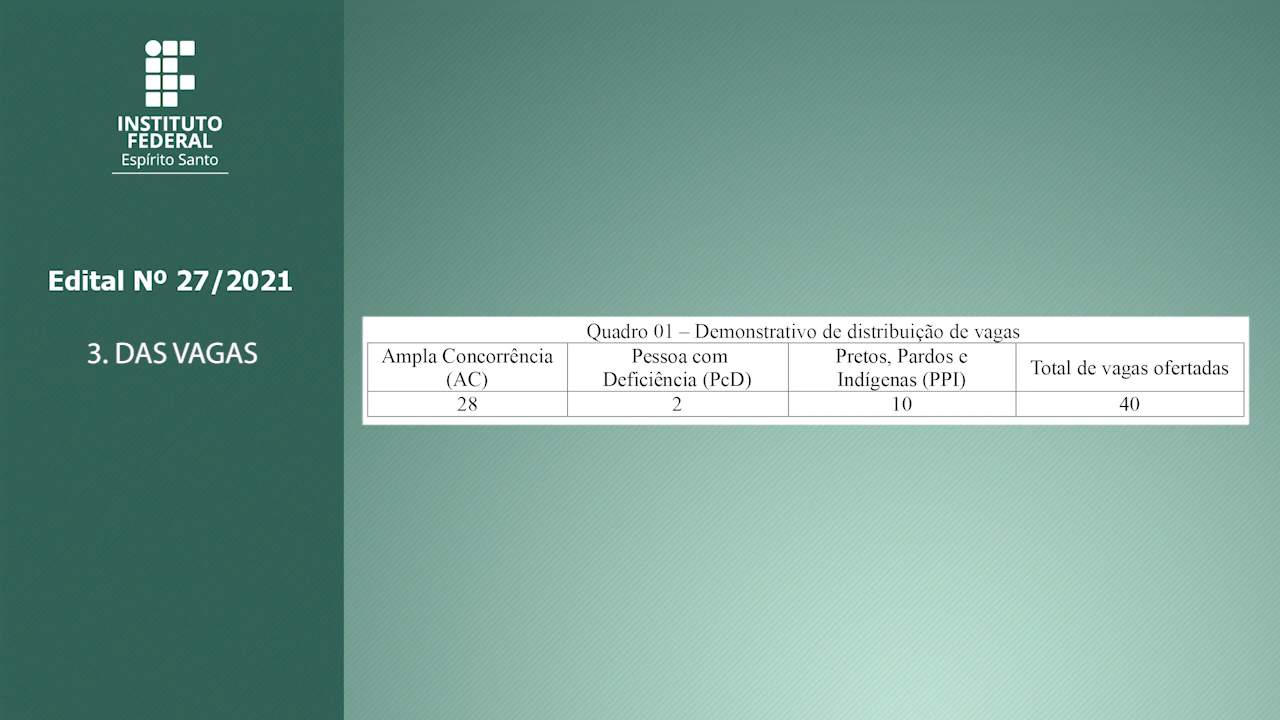 INSTITUTO
FEDERAL
Espírito Santo
Edital Nº 27/2021
3. DAS VAGAS
Quadro 01 – Demonstrativo de distribuição de vagas
Ampla Concorrência
(AC)
Pessoa com
Deficiência (PcD)
Pretos, Pardos e
Indígenas (PPI)
Total de vagas ofertadas
28
2
10
40